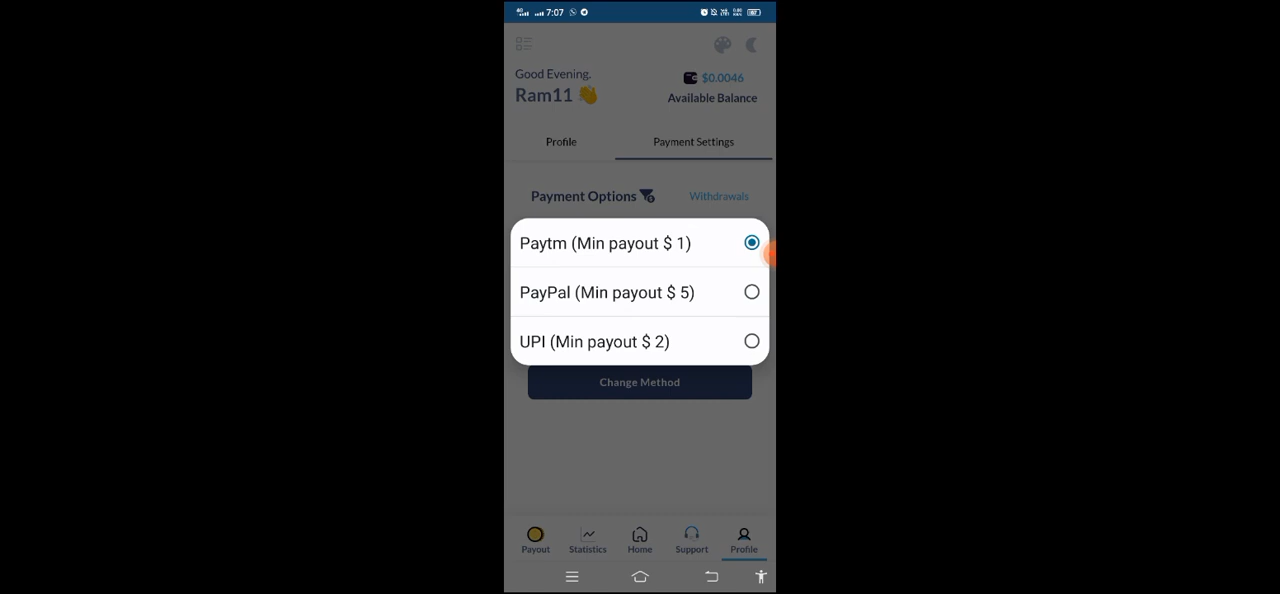 7:07
Good Evening.
$0.0046
Ram11
Available Balance
Profile
Payment Settings
Payment Options
Withdrawals
Paytm (Min payout $ 1)
PayPal (Min payout $ 5)
UPI (Min payout $ 2)
Change Method
Payout
Statistics
Home
Support
Profile